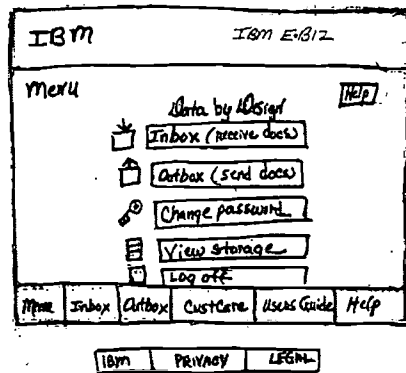 IBM IBM E-BIZ
Menu Help
Data by Design
Inbox (receive docs)
Outbox (send docs)
Change password
View storage
Log off
Menu Inbox Outbox CustCare Users Guide Help
IBM PRIVACY LEGAL